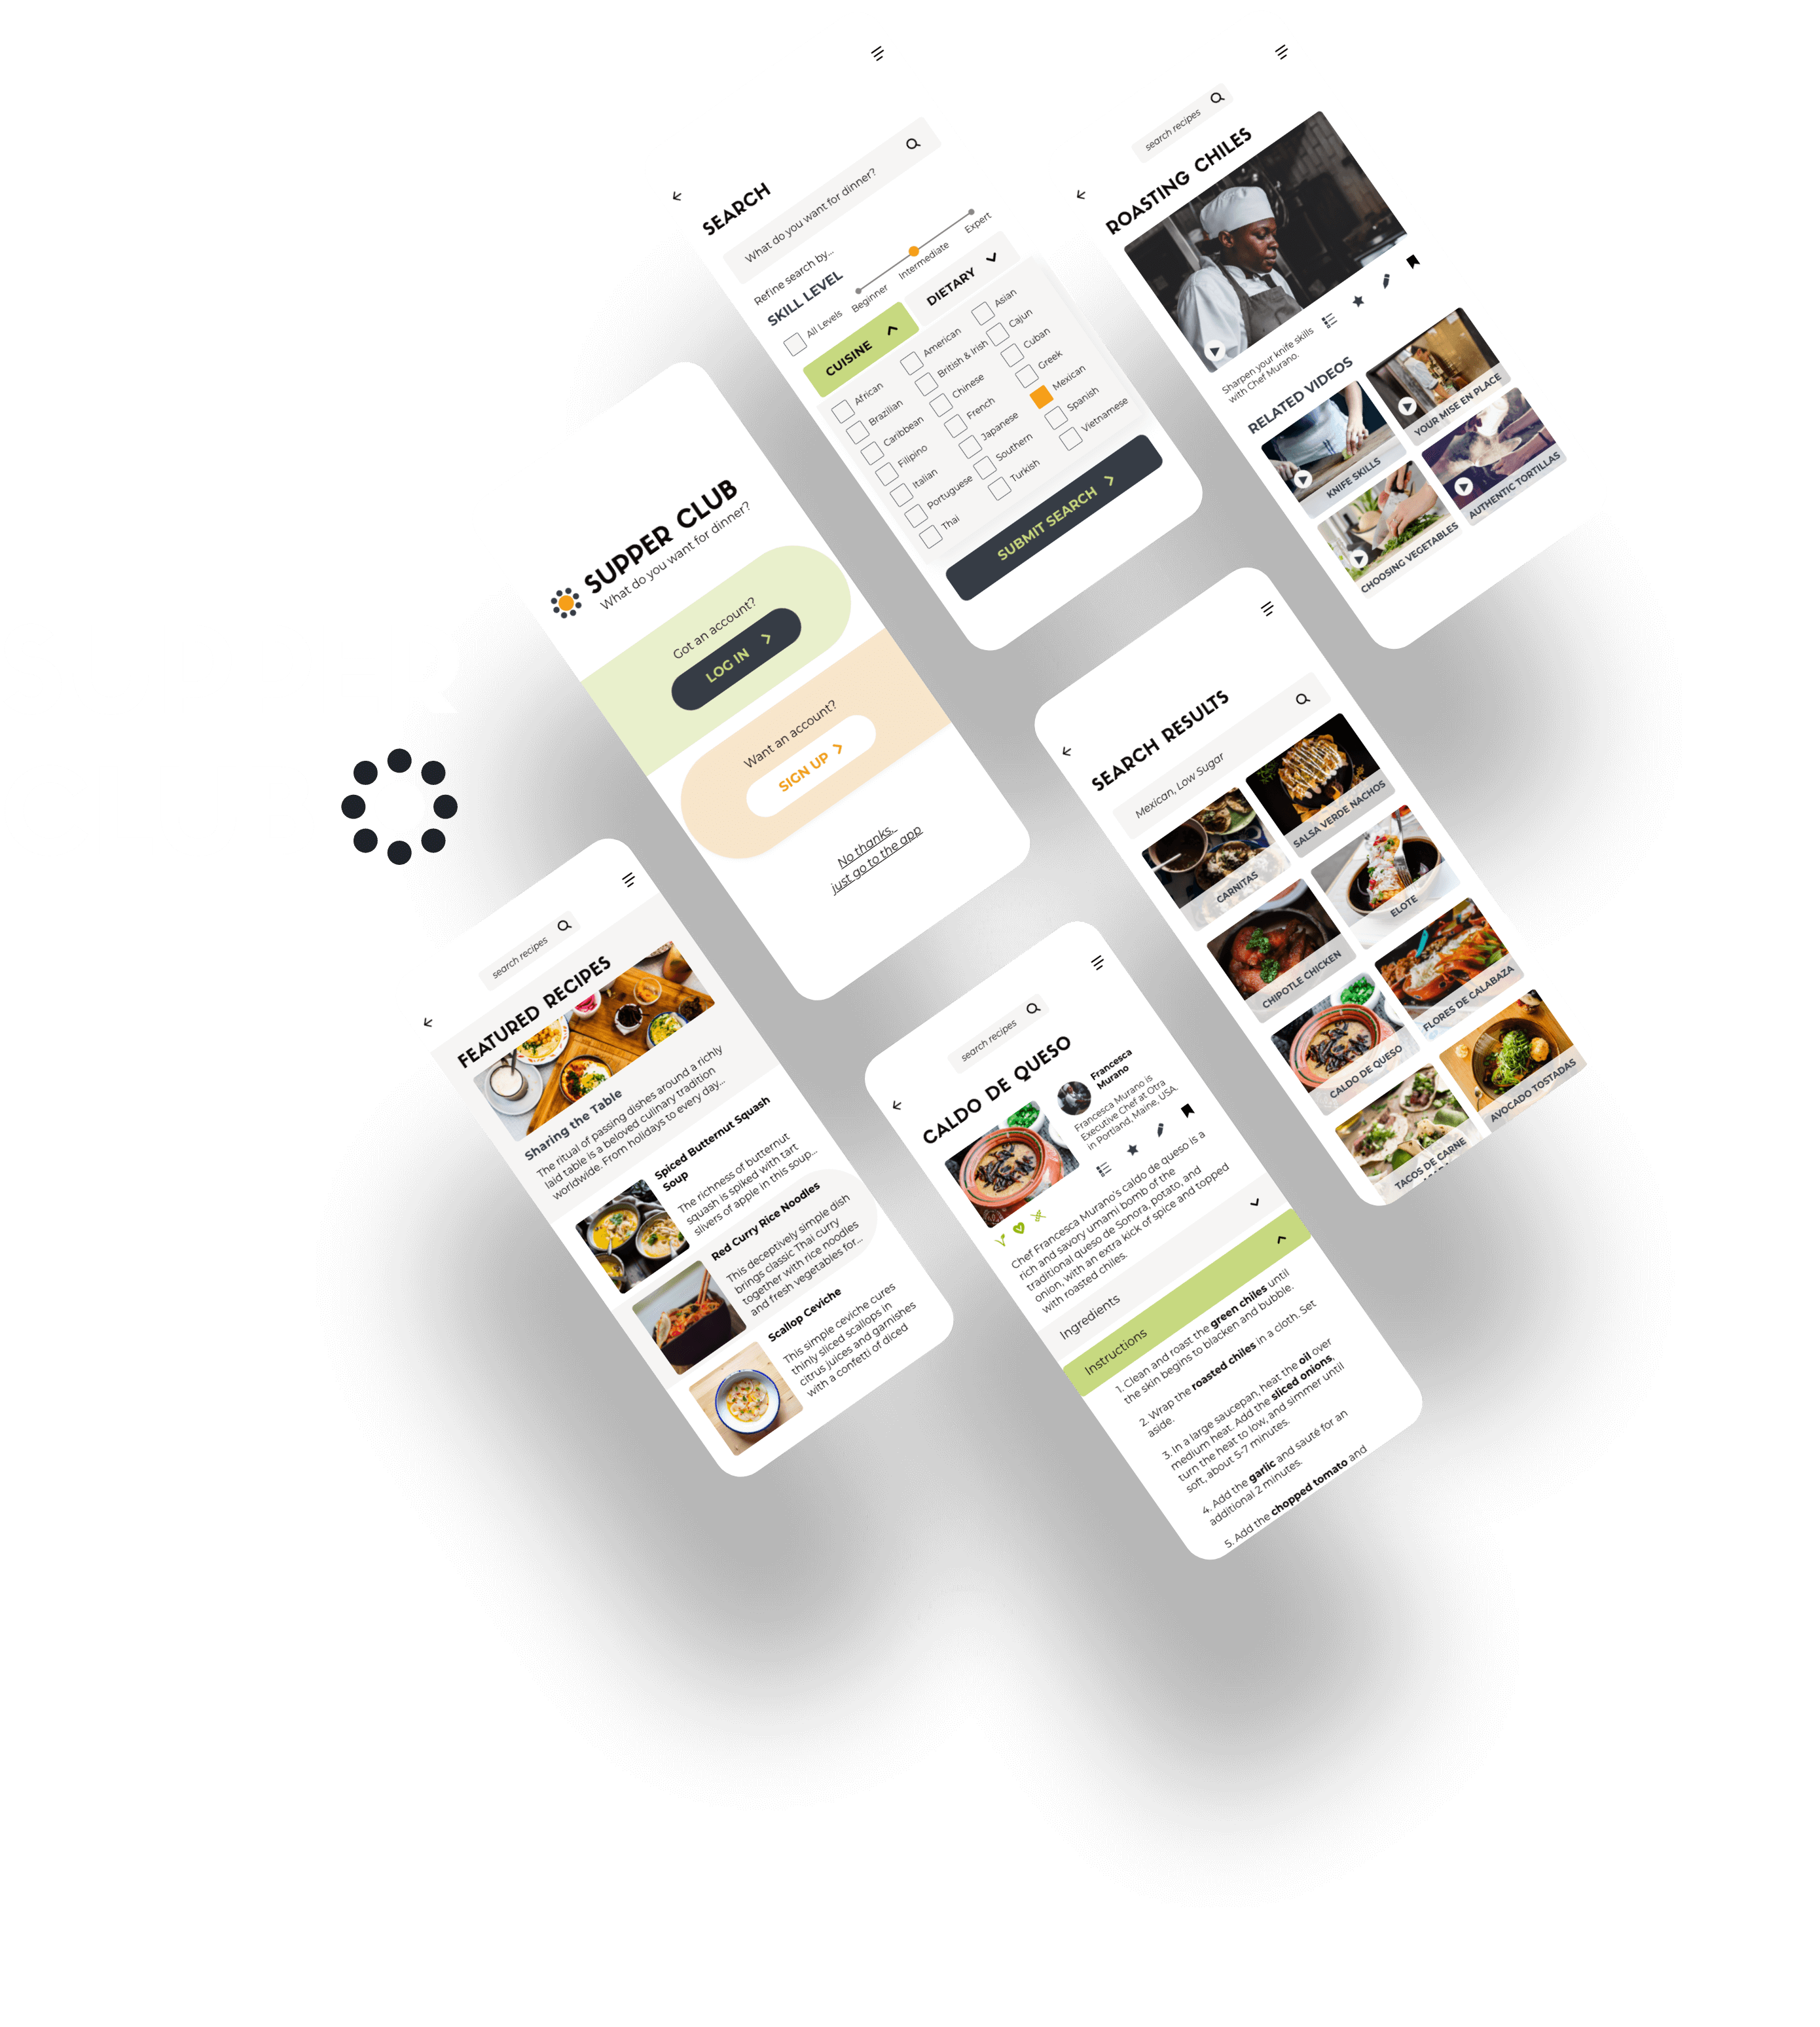 SEARCH
What do you want for dinner?
Refine search by...
SKILL LEVEL
All Levels
Beginner
Intermediate
Expert
CUISINE
DIETARY
African
American
Asian
Brazilian
British & Irish
Cajun
Caribbean
Chinese
Cuban
Filipino
French
Greek
Italian
Japanese
Mexican
Portuguese
Southern
Spanish
Thai
Turkish
Vietnamese
SUBMIT SEARCH
search recipes
ROASTING CHILES
Sharpen your knife skills
with Chef Murano.
RELATED VIDEOS
KNIFE SKILLS
YOUR MISE EN PLACE
CHOOSING VEGETABLES
AUTHENTIC TORTILLAS
SUPPER CLUB
What do you want for dinner?
Got an account?
LOG IN
Want an account?
SIGN UP
No thanks,
just go to the app
SEARCH RESULTS
Mexican, Low Sugar
CARNITAS
SALSA VERDE NACHOS
CHIPOTLE CHICKEN
ELOTE
CALDO DE QUESO
FLORES DE CALABAZA
TACOS DE CARNE
AVOCADO TOSTADAS
search recipes
FEATURED RECIPES
Sharing the Table
The ritual of passing dishes around a richly
laid table is a beloved culinary tradition
worldwide. From holidays to every day...
Spiced Butternut Squash
Soup
The richness of butternut
squash is spiked with tart
slivers of apple in this soup...
Red Curry Rice Noodles
This deceptively simple dish
brings classic Thai curry
together with rice noodles
and fresh vegetables for...
Scallop Ceviche
This simple ceviche cures
thinly sliced scallops in
citrus juices and garnishes
with a confetti of diced
search recipes
CALDO DE QUESO
Francesca
Murano
Francesca Murano is
Executive Chef at Otra
in Portland, Maine, USA.
Chef Francesca Murano's caldo de queso is a
rich and savory umami bomb of the
traditional queso de Sonora, potato, and
onion, with an extra kick of spice and topped
with roasted chiles.
Ingredients
Instructions
1. Clean and roast the green chiles until
the skin begins to blacken and bubble.
2. Wrap the roasted chiles in a cloth. Set
aside.
3. In a large saucepan, heat the oil over
medium heat. Add the sliced onions,
turn the heat to low, and simmer until
soft, about 5-7 minutes.
4. Add the garlic and sauté for an
additional 2 minutes.
5. Add the chopped tomato and